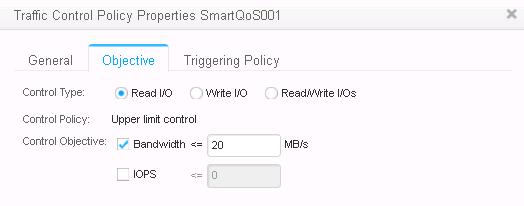 Traffic Control Policy Properties SmartQoS001
General Objective Triggering Policy
Control Type: Read I/O Write I/O Read/Write I/Os
Control Policy: Upper limit control
Control Objective: Bandwidth <= 20 MB/s
IOPS <= 0